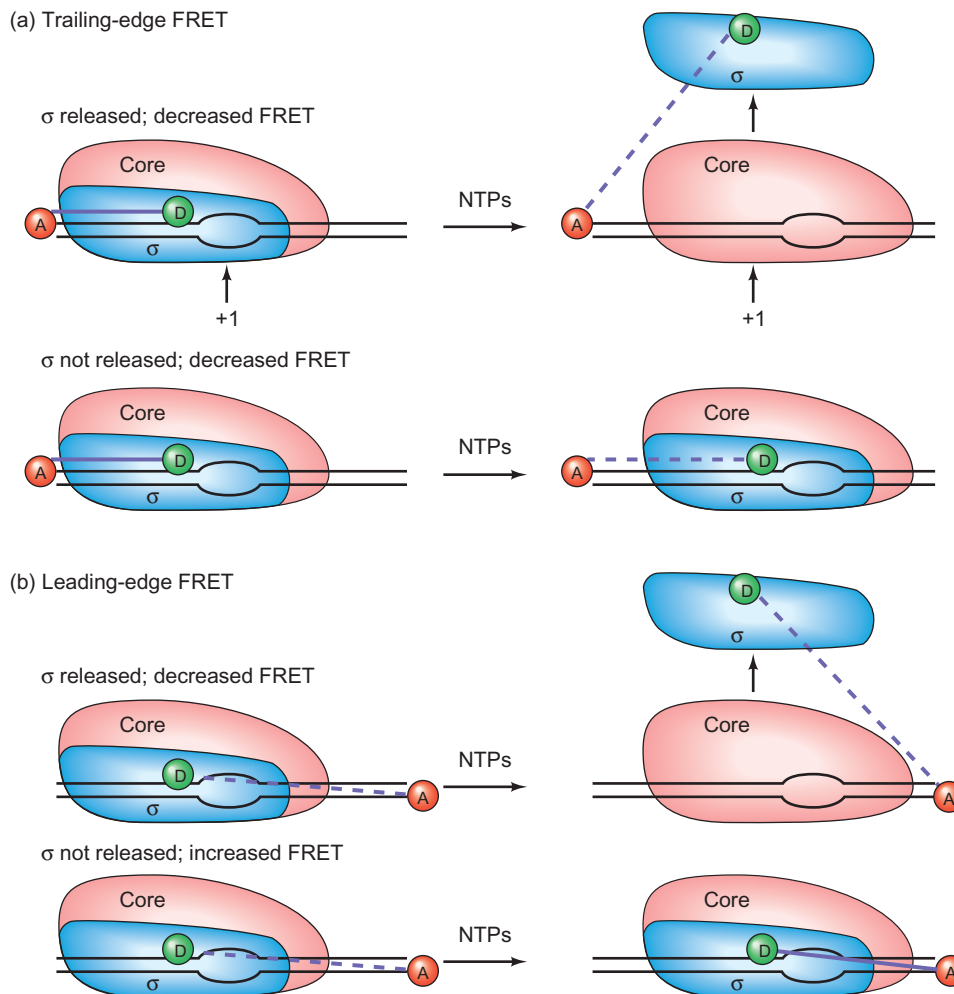 (a) Trailing-edge FRET
D
σ
σ released; decreased FRET
Core
Core
NTPs
A
D
A
σ
+1
+1
σ not released; decreased FRET
Core
Core
NTPs
A
D
A
D
σ
σ
(b) Leading-edge FRET
D
σ
σ released; decreased FRET
Core
Core
NTPs
D
A
A
σ
σ not released; increased FRET
Core
Core
NTPs
D
A
D
A
σ
σ